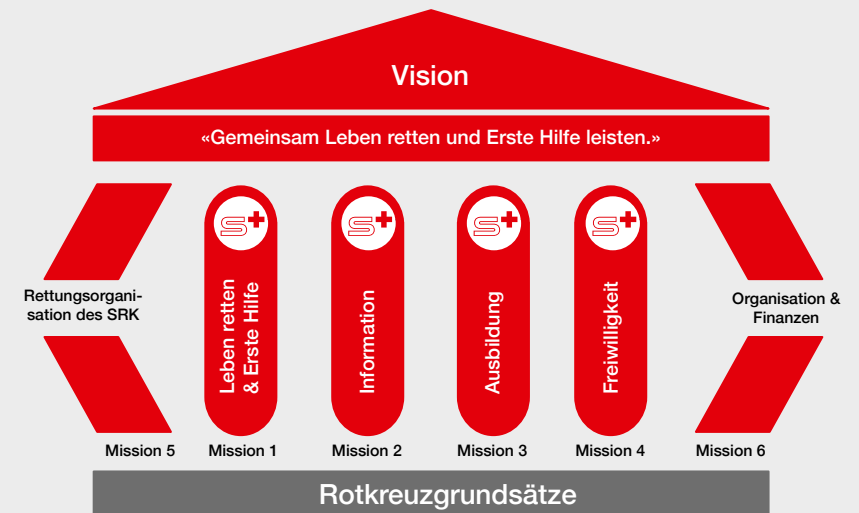 Vision
«Gemeinsam Leben retten und Erste Hilfe leisten.»
Rettungsorgani-
sation des SRK
Leben retten
& Erste Hilfe
Information
Ausbildung
Freiwilligkeit
Organisation &
Finanzen
Mission 5
Mission 1
Mission 2
Mission 3
Mission 4
Mission 6
Rotkreuzgrundsätze